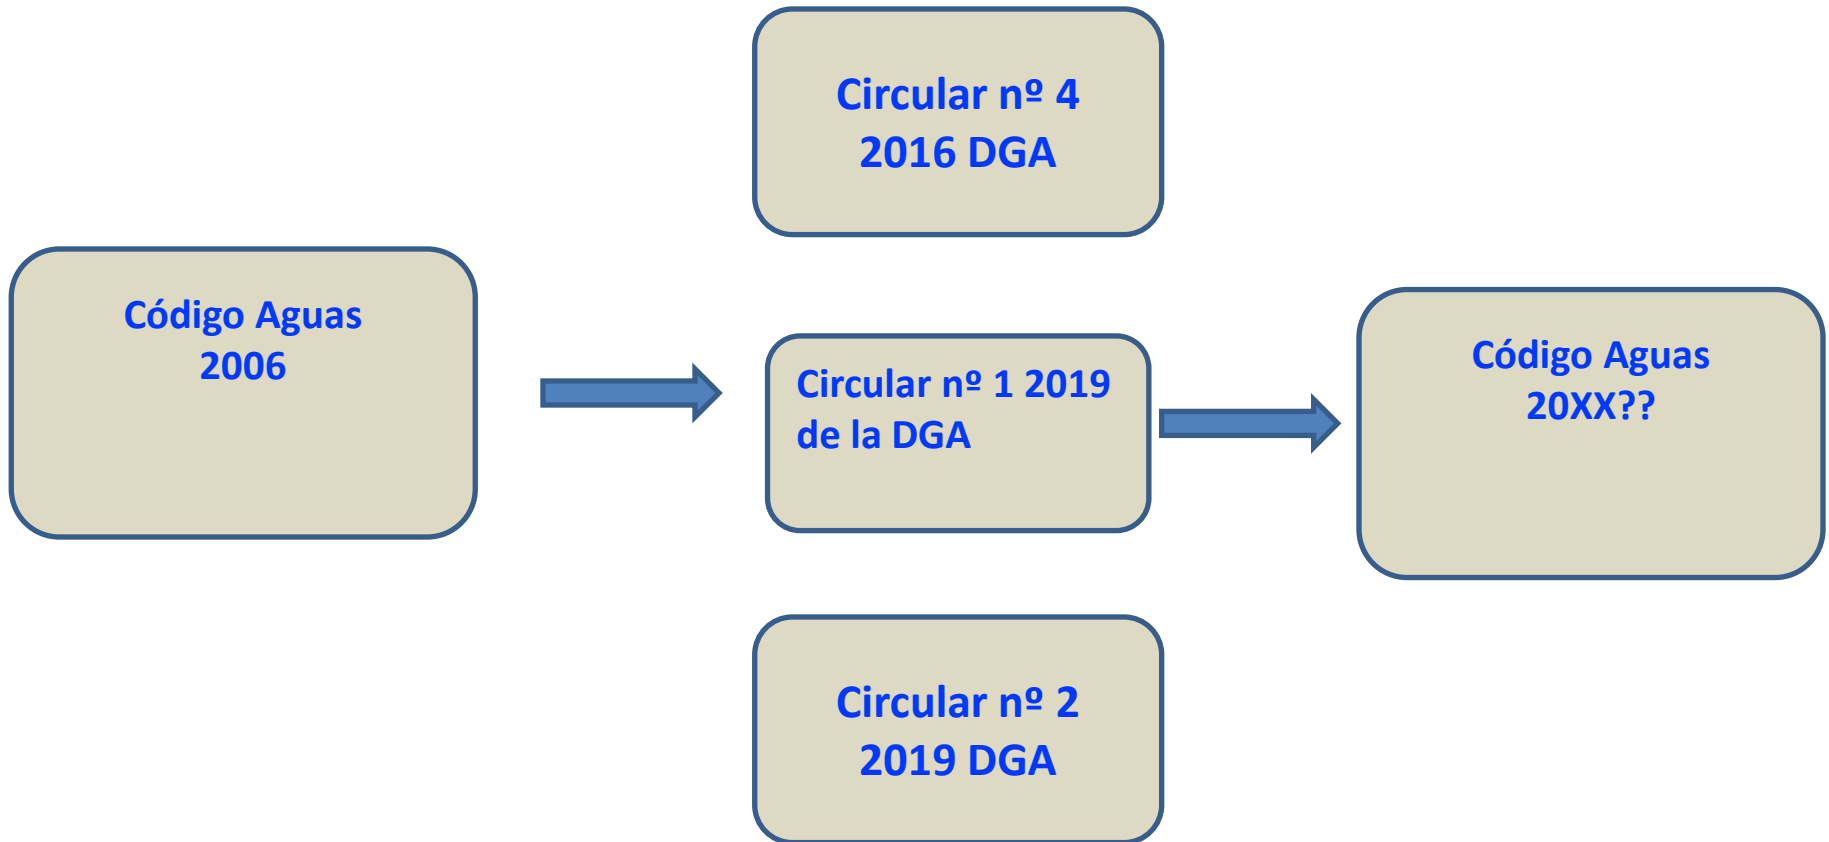 Código Aguas
2006
Circular nº 4
2016 DGA
Circular nº 1 2019
de la DGA
Circular nº 2
2019 DGA
Código Aguas
20XX??